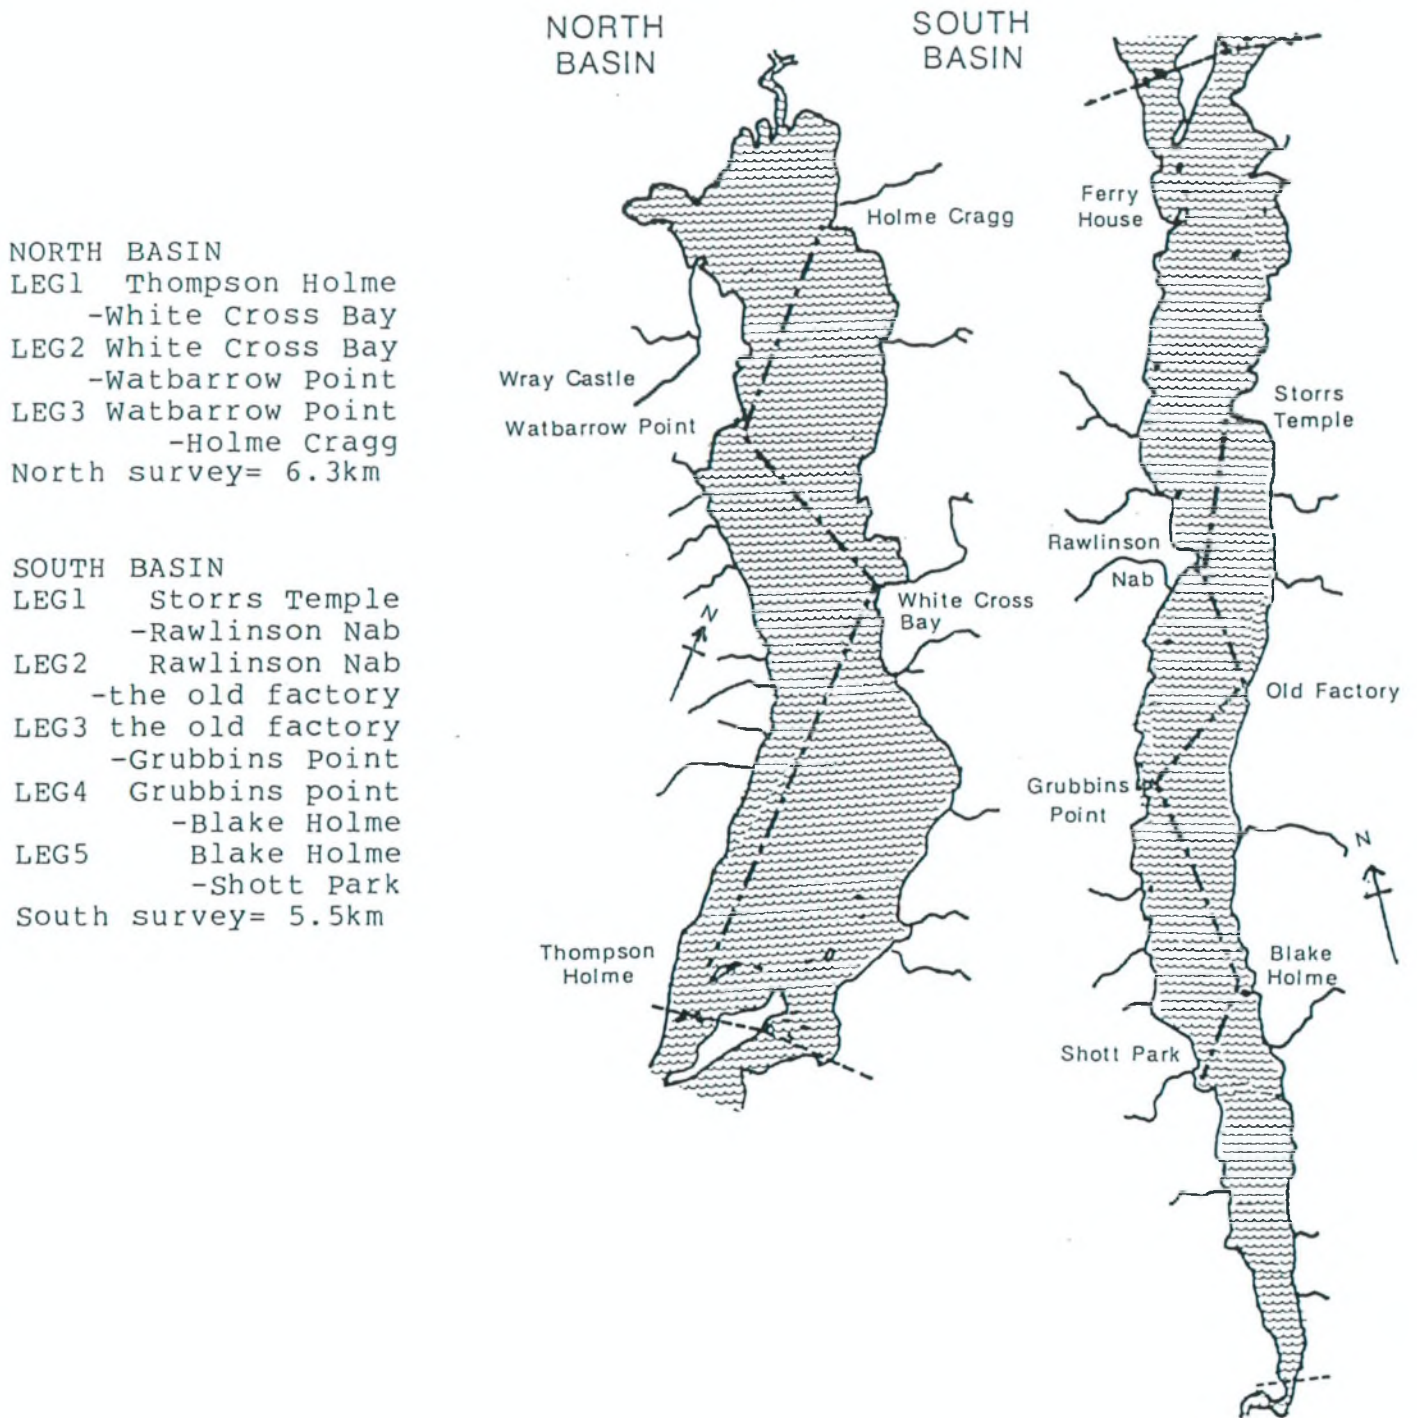 NORTH BASIN
LEG1 Thompson Holme
-White Cross Bay
LEG2 White Cross Bay
-Watbarrow Point
LEG3 Watbarrow Point
-Holme Cragg
North survey= 6.3km
SOUTH BASIN
LEG1 Storrs Temple
-Rawlinson Nab
LEG2 Rawlinson Nab
-the old factory
LEG3 the old factory
-Grubbins Point
LEG4 Grubbins point
-Blake Holme
LEG5 Blake Holme
-Shott Park
South survey= 5.5km
NORTH
BASIN
Holme Cragg
Wray Castle
Watbarrow Point
White Cross
Bay
N
Thompson
Holme
SOUTH
BASIN
Ferry
House
Storrs
Temple
Rawlinson
Nab
Old Factory
Grubbins
Point
N
Blake
Holme
Shott Park